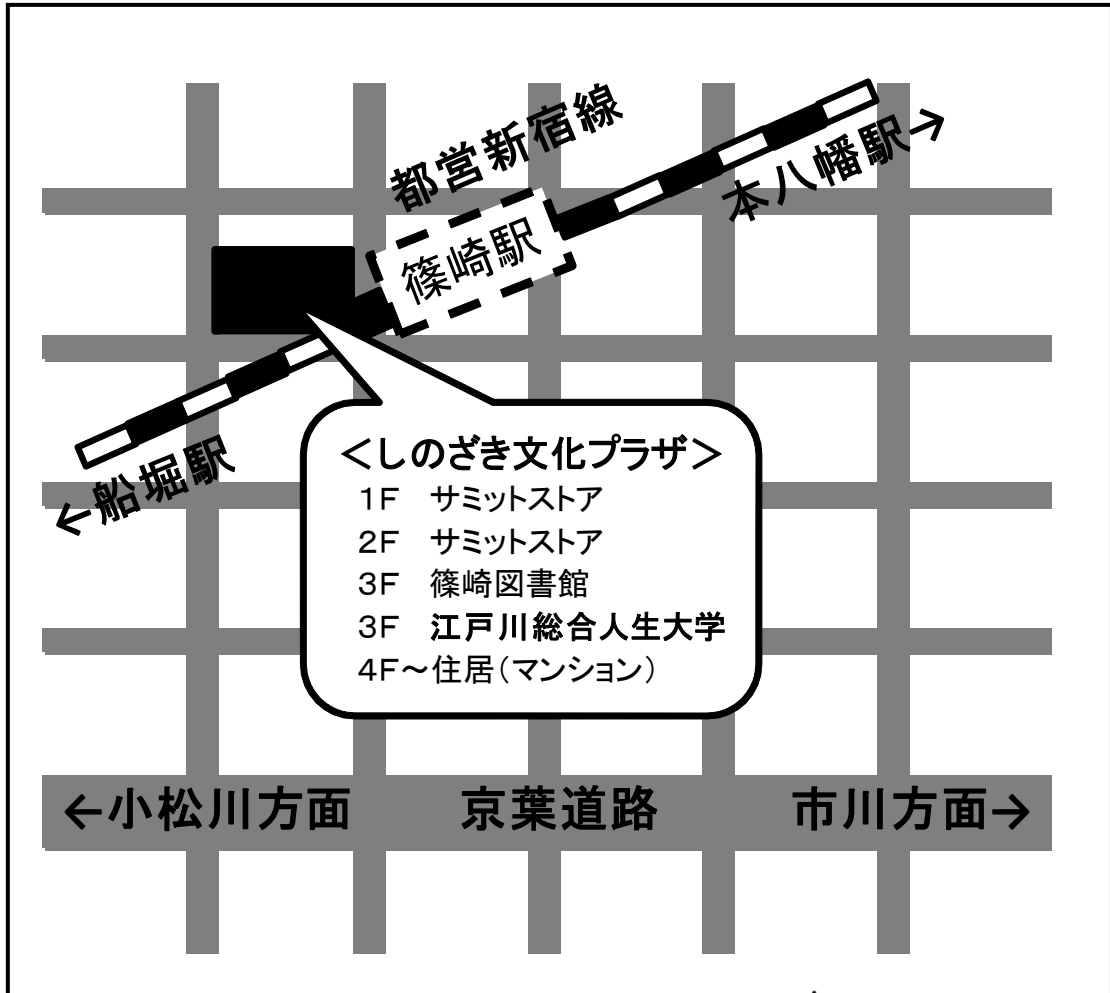 都営新宿線
本八幡駅→
篠崎駅
←船堀駅
＜しのざき文化プラザ＞
1F　サミットストア
2F　サミットストア
3F　篠崎図書館
3F　江戸川総合人生大学
4F～住居（マンション）
←小松川方面　京葉道路　市川方面→